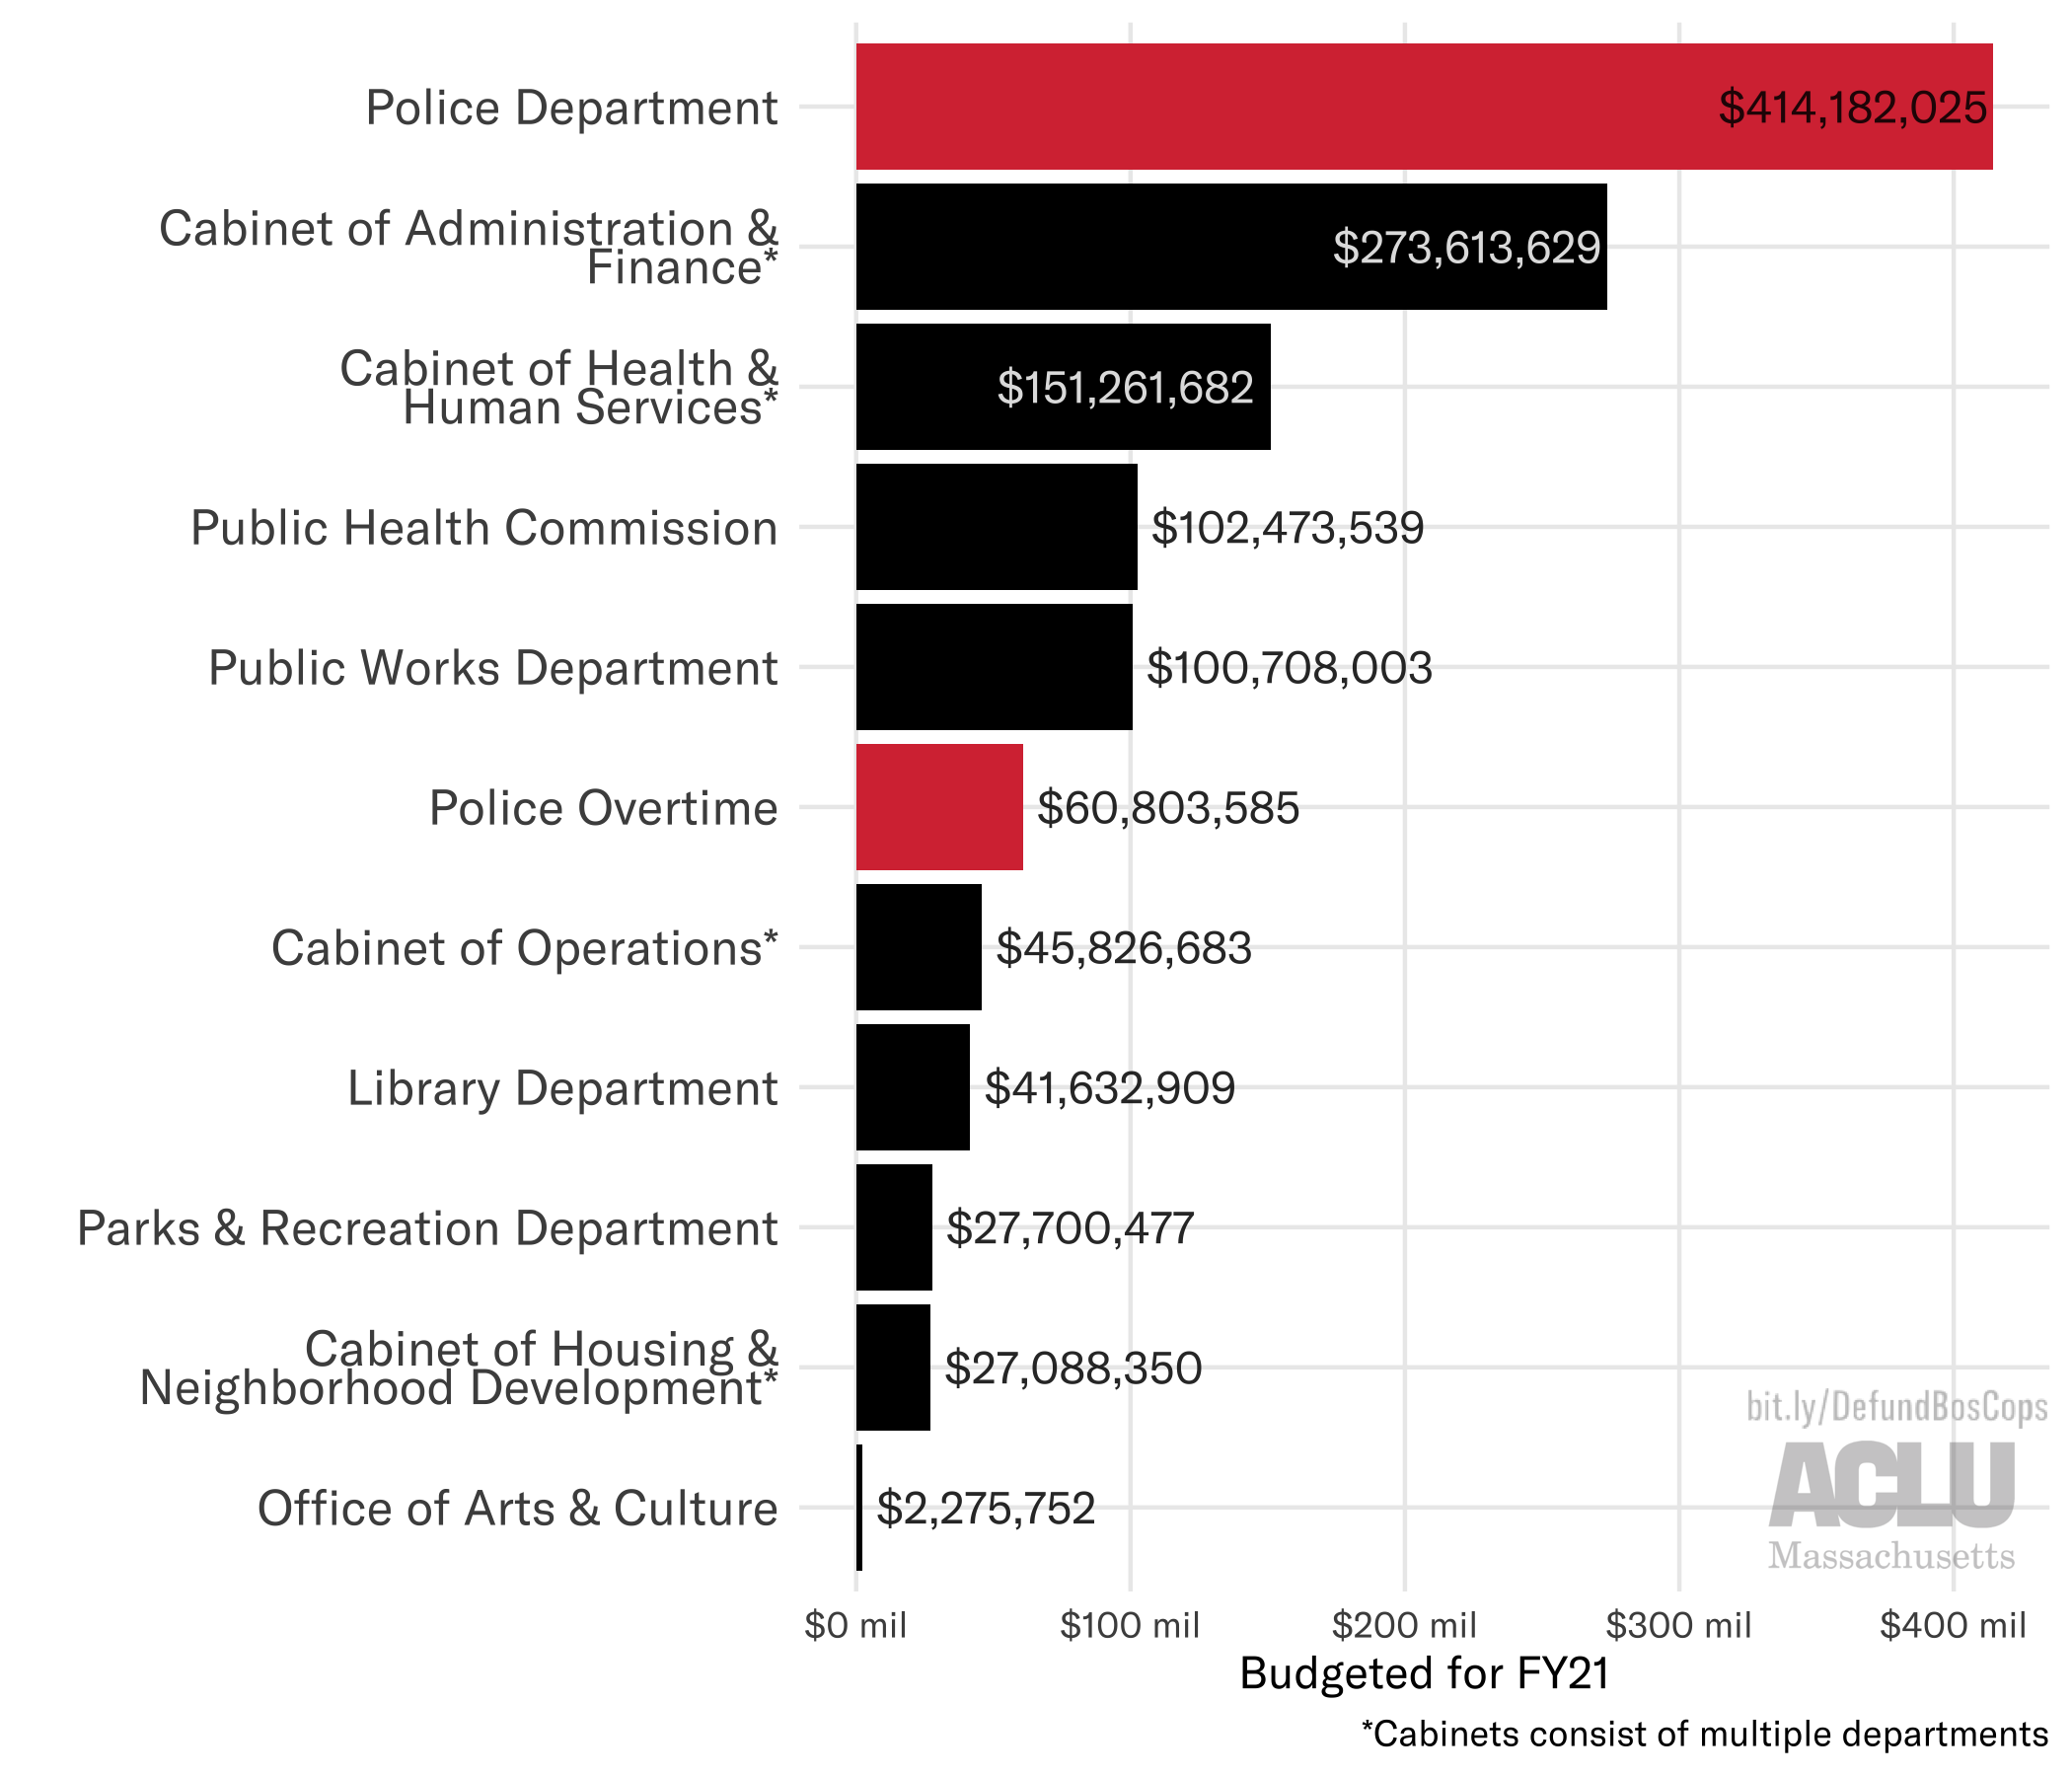 Police Department
$414,182,025
Cabinet of Administration &
Finance*
$273,613,629
Cabinet of Health &
Human Services*
$151,261,682
Public Health Commission
$102,473,539
Public Works Department
$100,708,003
Police Overtime
$60,803,585
Cabinet of Operations*
$45,826,683
Library Department
$41,632,909
Parks & Recreation Department
$27,700,477
Cabinet of Housing &
Neighborhood Development*
$27,088,350
Office of Arts & Culture
$2,275,752
bit.ly/DefundBosCops
ACLU
Massachusetts
$0 mil
$100 mil
$200 mil
$300 mil
$400 mil
Budgeted for FY21
*Cabinets consist of multiple departments